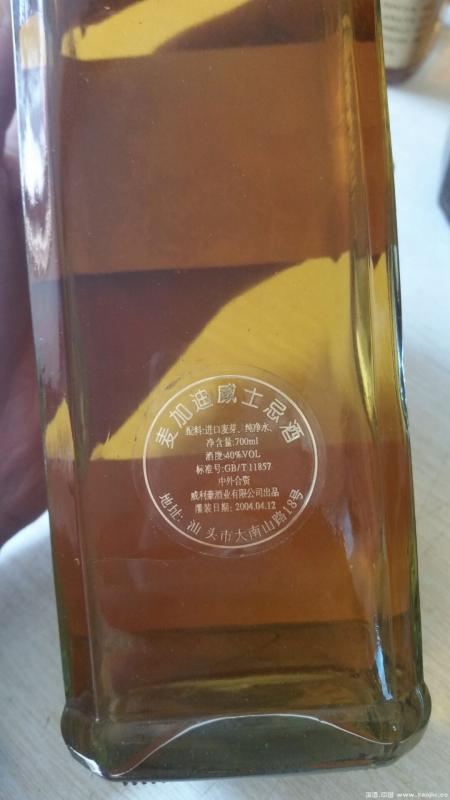 麦加迪威士忌酒
配料:进口麦芽、纯净水、
净含量:700ml
酒度:40%VOL
标准号:GB/T 11857
中外合资
威利豪酒业有限公司出品
灌装日期: 2004.04.12
地址: 汕头市大南山路18号
www.tiaojiu.cc